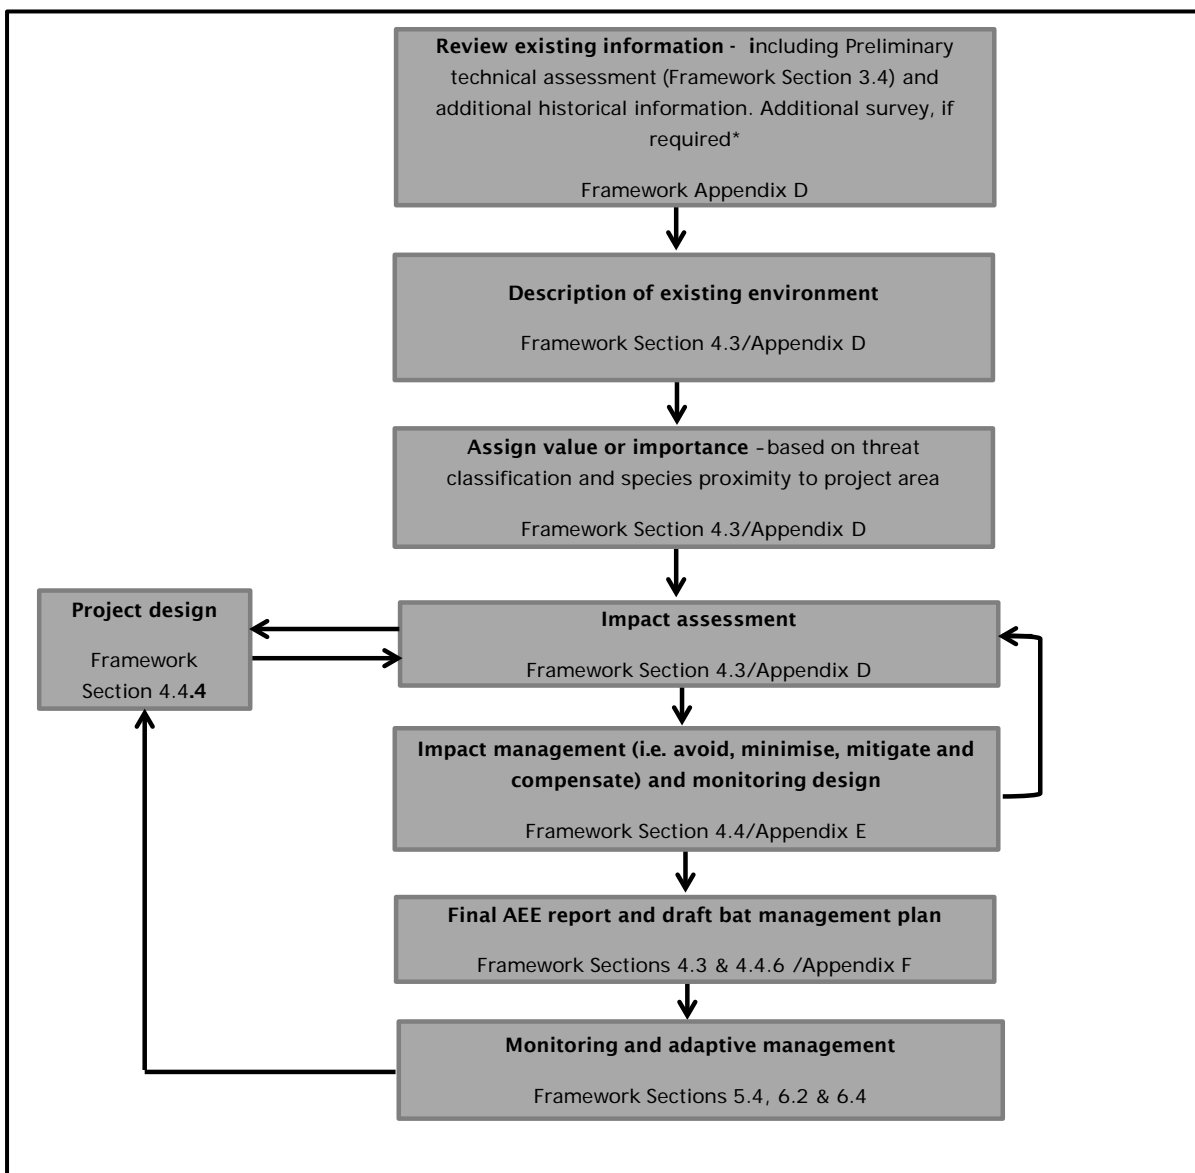 Review existing information -  including Preliminary
technical assessment (Framework Section 3.4) and
additional historical information. Additional survey, if
required*
Framework Appendix D
Description of existing environment
Framework Section 4.3/Appendix D
Assign value or importance -based on threat
classification and species proximity to project area
Framework Section 4.3/Appendix D
Project design
Framework
Section 4.4.4
Impact assessment
Framework Section 4.3/Appendix D
Impact management (i.e. avoid, minimise, mitigate and
compensate) and monitoring design
Framework Section 4.4/Appendix E
Final AEE report and draft bat management plan
Framework Sections 4.3 & 4.4.6 /Appendix F
Monitoring and adaptive management
Framework Sections 5.4, 6.2 & 6.4